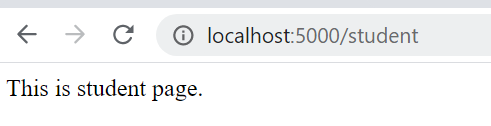 localhost:5000/student
This is student page.